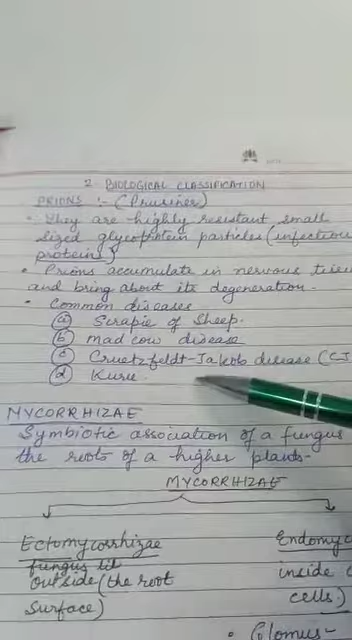 2. BIOLOGICAL CLASSIFICATION
PRIONS :- (Prusiner)
• They are highly resistant small
sized glycoprotein particles (infectious
proteins)
• Prions accumulate in nervous tissue
and bring about its degeneration.
• Common diseases
(a) Scrapie of Sheep.
(b) mad cow disease
(c) Cruetzfeldt-Jakob disease (CJ
(d) Kuru.
MYCORRHIZAE
Symbiotic association of a fungus
the roots of a higher plants.
MYCORRHIZAE
Ectomycorrhizae Endomyc
fungus lie inside
outside (the root cells.)
surface)
• Glomus-